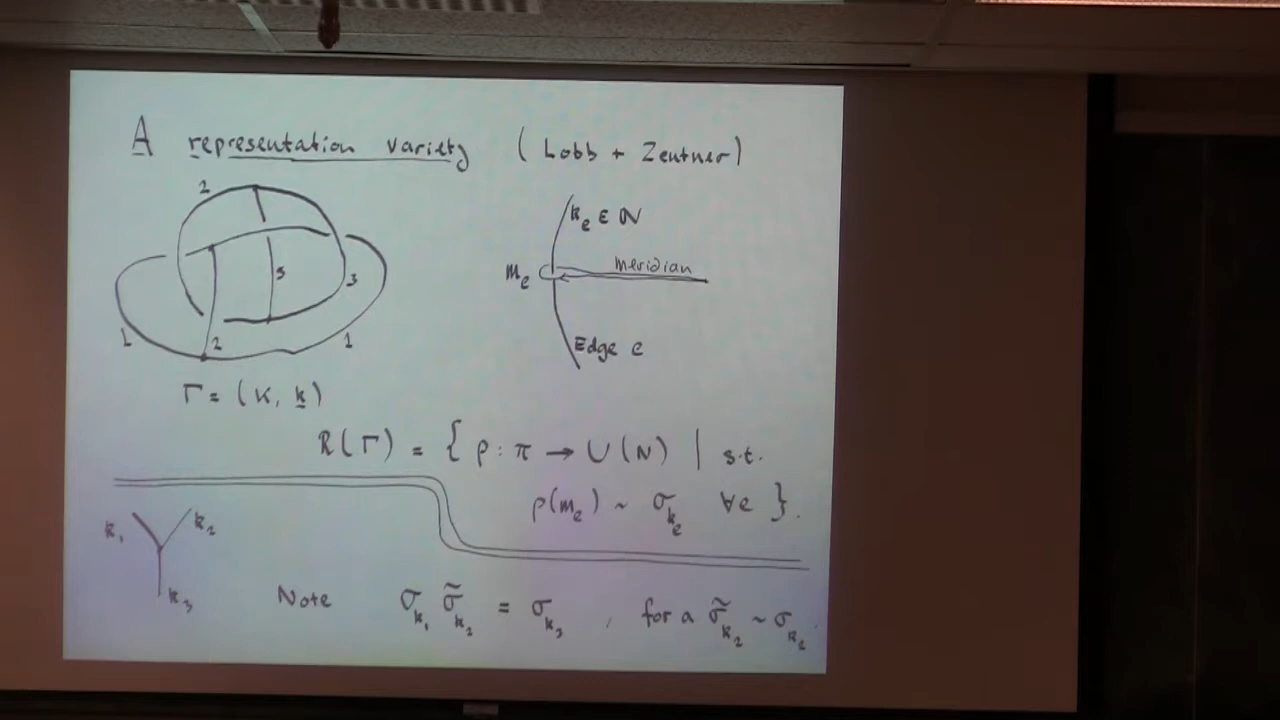 A representation variety (Lobb + Zentner)
2
3
3
1
2
1
k_e ∈ N
meridian
m_e
Edge e
Γ = (K, k)
R(Γ) = { ρ : π → U(N) | s.t.
ρ(m_e) ~ σ_{k_e} ∀e }.
k_1 k_2
k_3
Note σ_{k_1} σ̃_{k_2} = σ_{k_3} , for a σ̃_{k_2} ~ σ_{k_2}.